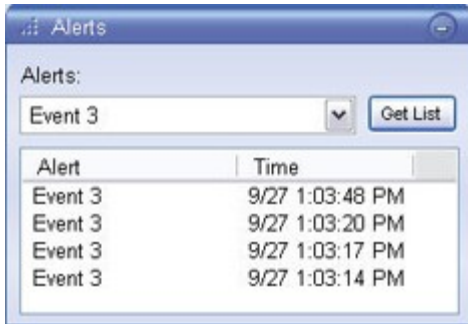 Alerts
Alerts:
Event 3
Get List
Alert Time
Event 3 9/27 1:03:48 PM
Event 3 9/27 1:03:20 PM
Event 3 9/27 1:03:17 PM
Event 3 9/27 1:03:14 PM